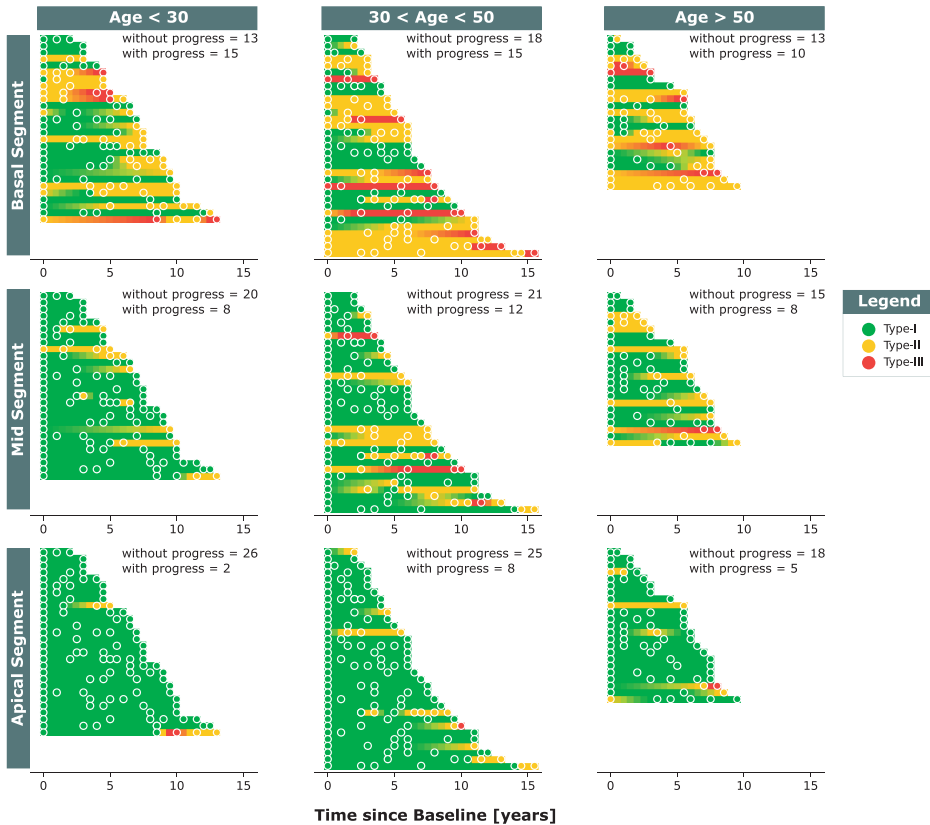 Age < 30
30 < Age < 50
Age > 50
Basal Segment
without progress = 13
with progress = 15
without progress = 18
with progress = 15
without progress = 13
with progress = 10
0 5 10 15
0 5 10 15
0 5 10 15
Mid Segment
without progress = 20
with progress = 8
without progress = 21
with progress = 12
without progress = 15
with progress = 8
0 5 10 15
0 5 10 15
0 5 10 15
Legend
Type-I
Type-II
Type-III
Apical Segment
without progress = 26
with progress = 2
without progress = 25
with progress = 8
without progress = 18
with progress = 5
0 5 10 15
0 5 10 15
0 5 10 15
Time since Baseline [years]